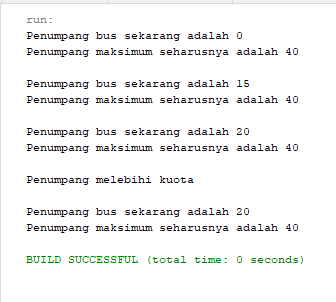 run:
Penumpang bus sekarang adalah 0
Penumpang maksimum seharusnya adalah 40
Penumpang bus sekarang adalah 15
Penumpang maksimum seharusnya adalah 40
Penumpang bus sekarang adalah 20
Penumpang maksimum seharusnya adalah 40
Penumpang melebihi kuota
Penumpang bus sekarang adalah 20
Penumpang maksimum seharusnya adalah 40
BUILD SUCCESSFUL (total time: 0 seconds)